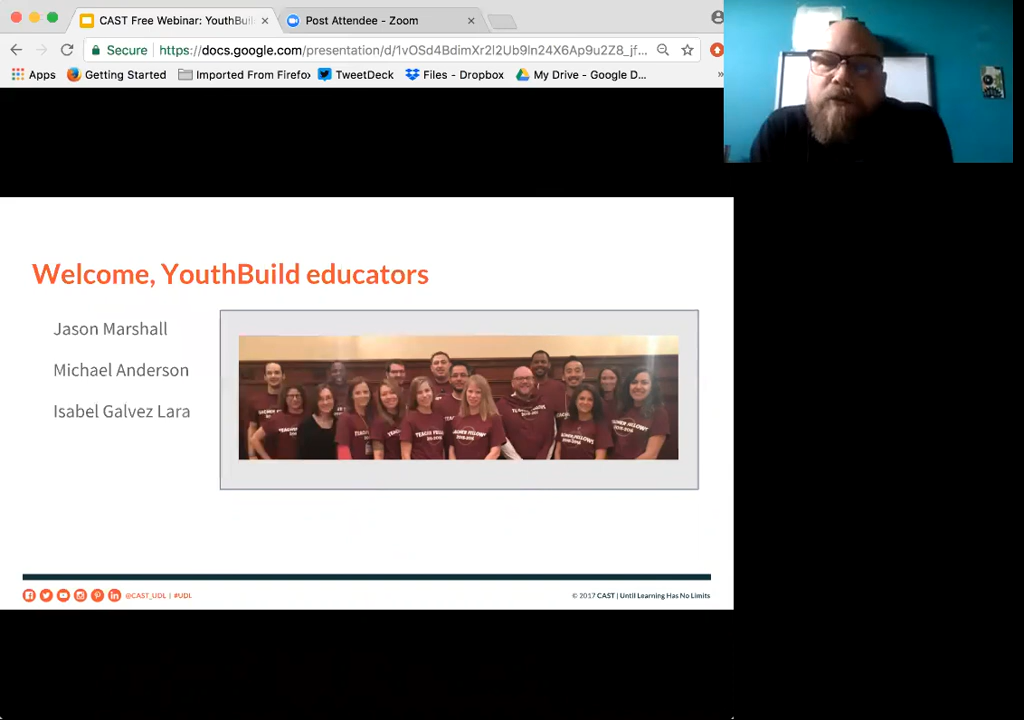 CAST Free Webinar: YouthBuil
Post Attendee - Zoom
Secure
https://docs.google.com/presentation/d/1vOSd4BdimXr2I2Ub9ln24X6Ap9u2Z8_jf...
Apps
Getting Started
Imported From Firefox
TweetDeck
Files - Dropbox
My Drive - Google D...
»
Welcome, YouthBuild educators
Jason Marshall
Michael Anderson
Isabel Galvez Lara
@CAST_UDL | #UDL
© 2017 CAST | Until Learning Has No Limits